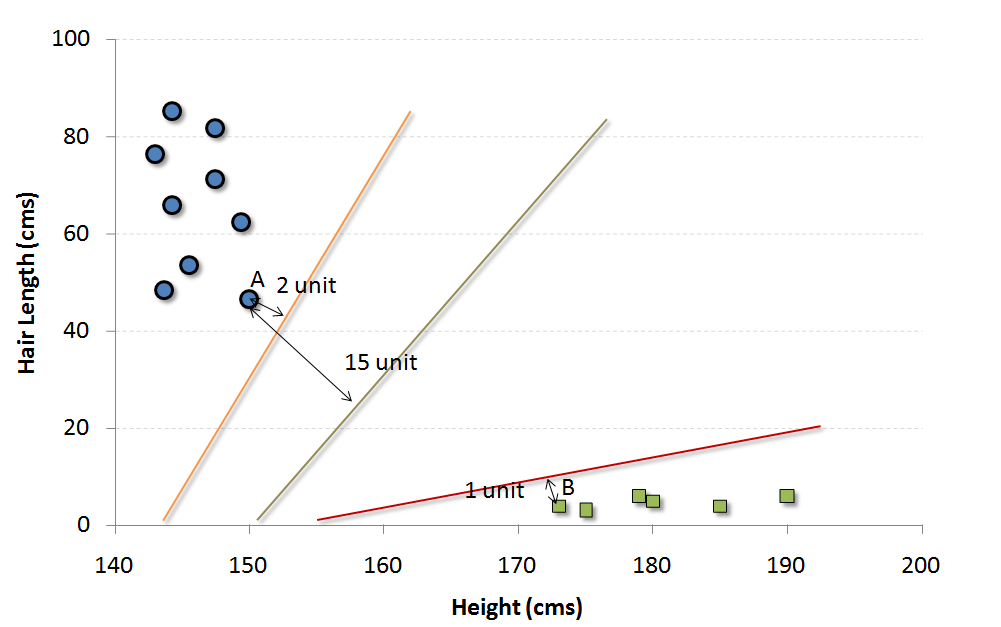 100
80
60
40
20
0
Hair Length (cms)
A
2 unit
15 unit
1 unit
B
140 150 160 170 180 190 200
Height (cms)